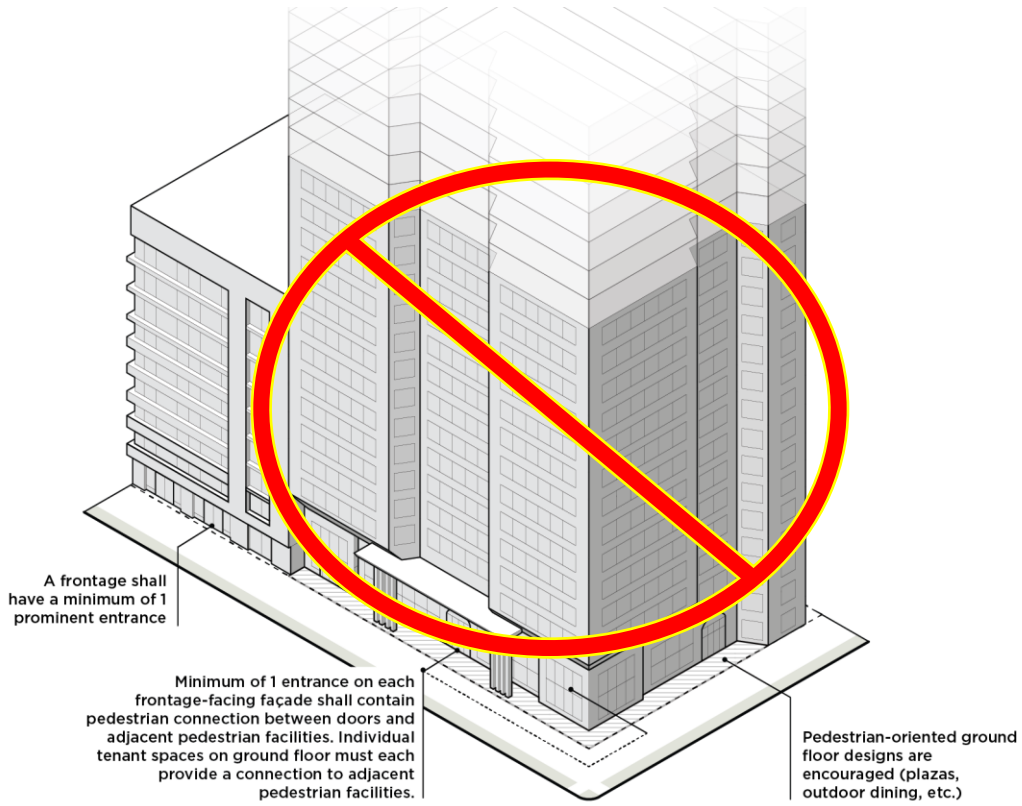 A frontage shall
have a minimum of 1
prominent entrance
Minimum of 1 entrance on each
frontage-facing façade shall contain
pedestrian connection between doors and
adjacent pedestrian facilities. Individual
tenant spaces on ground floor must each
provide a connection to adjacent
pedestrian facilities.
Pedestrian-oriented ground
floor designs are
encouraged (plazas,
outdoor dining, etc.)